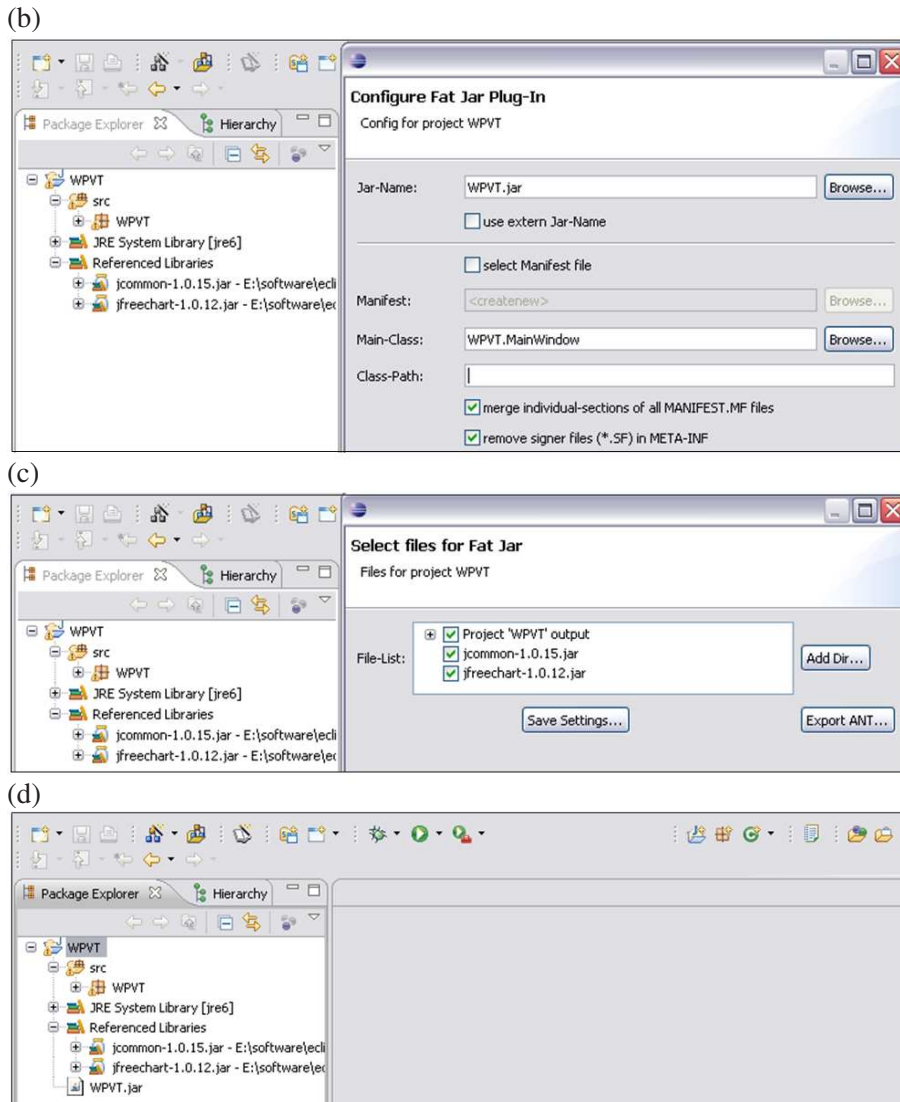 (b)
Package Explorer
Hierarchy
WPVT
src
WPVT
JRE System Library [jre6]
Referenced Libraries
jcommon-1.0.15.jar - E:\software\ecli
jfreechart-1.0.12.jar - E:\software\ec
Configure Fat Jar Plug-In
Config for project WPVT
Jar-Name: WPVT.jar Browse...
use extern Jar-Name
select Manifest file
Manifest: <createnew> Browse...
Main-Class: WPVT.MainWindow Browse...
Class-Path:
merge individual-sections of all MANIFEST.MF files
remove signer files (*.SF) in META-INF
(c)
Package Explorer
Hierarchy
WPVT
src
WPVT
JRE System Library [jre6]
Referenced Libraries
jcommon-1.0.15.jar - E:\software\ecli
jfreechart-1.0.12.jar - E:\software\ec
Select files for Fat Jar
Files for project WPVT
File-List:
Project 'WPVT' output
jcommon-1.0.15.jar
jfreechart-1.0.12.jar
Add Dir...
Save Settings... Export ANT...
(d)
Package Explorer
Hierarchy
WPVT
src
WPVT
JRE System Library [jre6]
Referenced Libraries
jcommon-1.0.15.jar - E:\software\ecli
jfreechart-1.0.12.jar - E:\software\ec
WPVT.jar